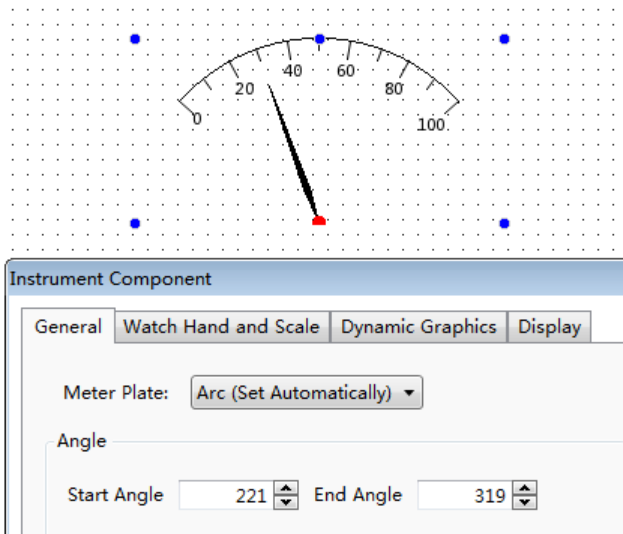 40 60
20 80
0 100
Instrument Component
General Watch Hand and Scale Dynamic Graphics Display
Meter Plate: Arc (Set Automatically)
Angle
Start Angle 221 End Angle 319